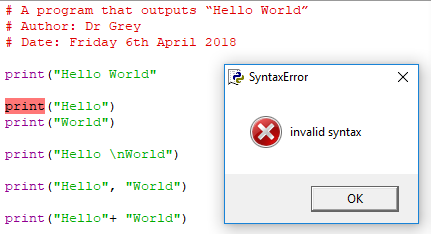 # A program that outputs “Hello World”
# Author: Dr Grey
# Date: Friday 6th April 2018
print("Hello World"
print("Hello")
print("World")
print("Hello \nWorld")
print("Hello", "World")
print("Hello"+ "World")
SyntaxError
invalid syntax
OK